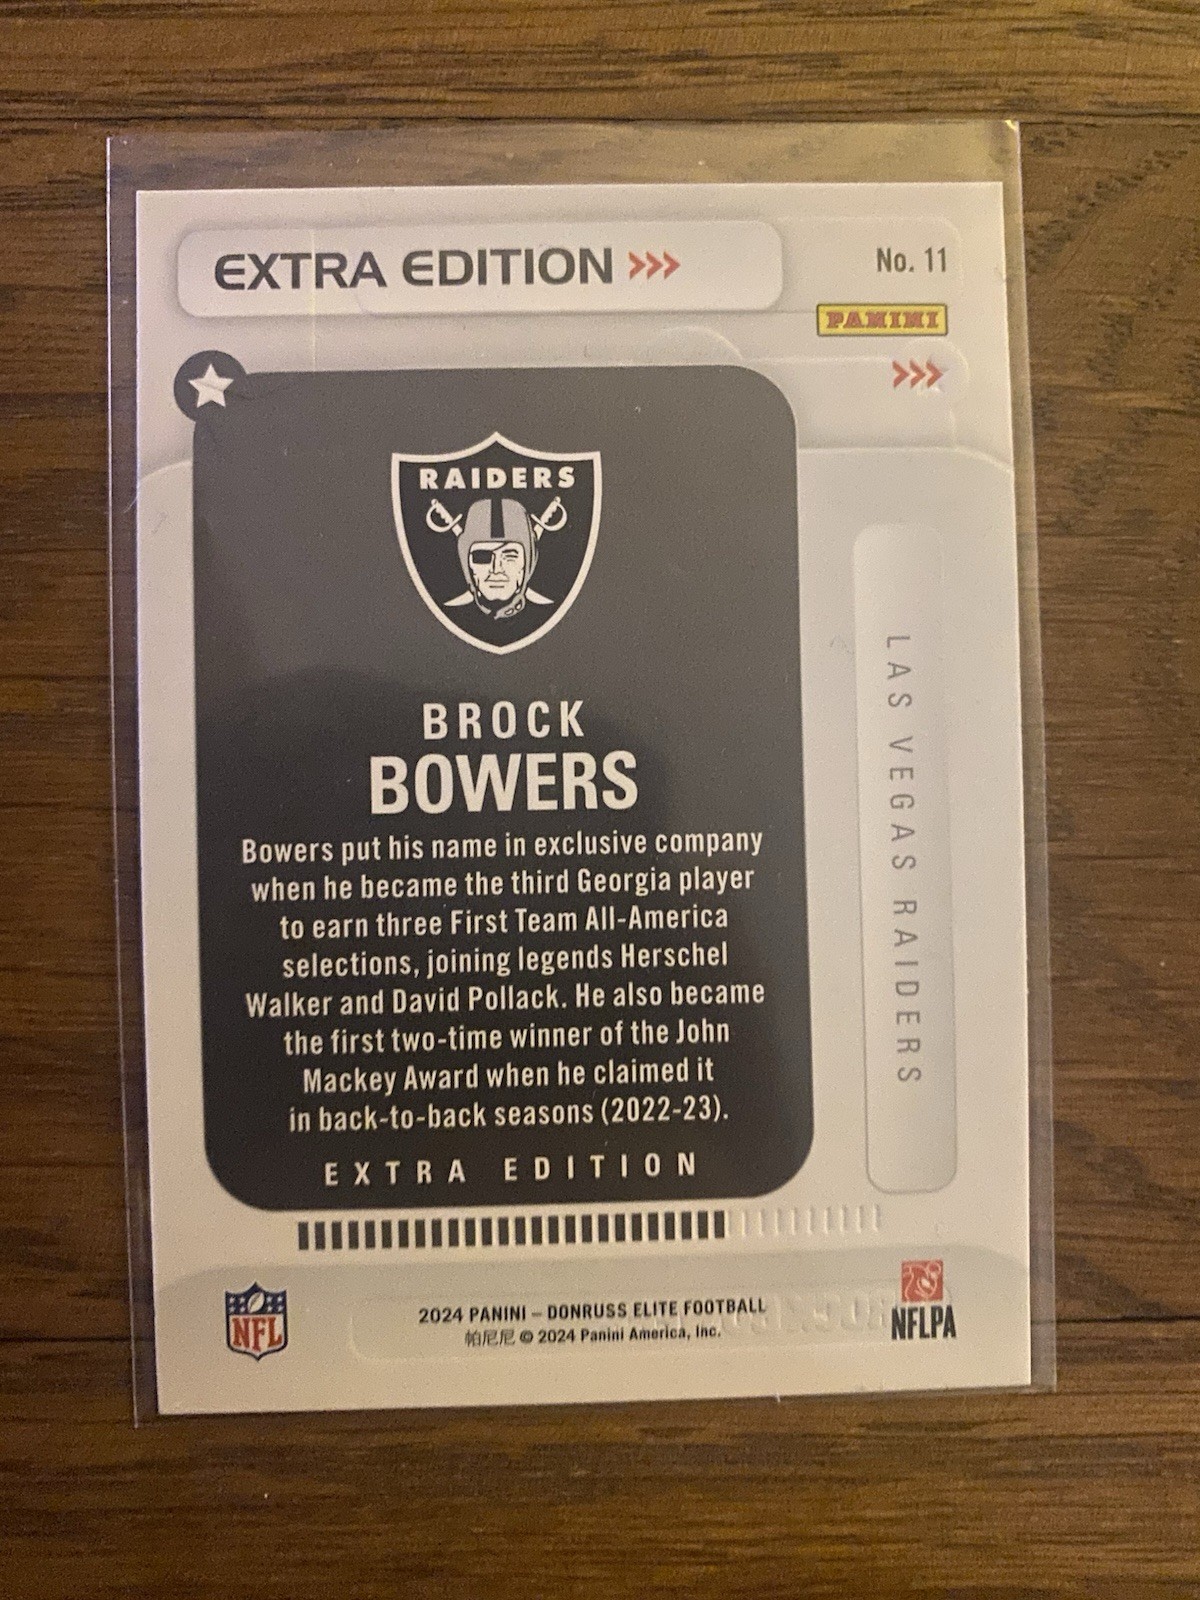 EXTRA EDITION >>>
No. 11
PANINI
>>>
RAIDERS
BROCK
BOWERS
Bowers put his name in exclusive company
when he became the third Georgia player
to earn three First Team All-America
selections, joining legends Herschel
Walker and David Pollack. He also became
the first two-time winner of the John
Mackey Award when he claimed it
in back-to-back seasons (2022-23).
EXTRA EDITION
LAS VEGAS RAIDERS
NFL
2024 PANINI – DONRUSS ELITE FOOTBALL
帕尼尼 © 2024 Panini America, Inc.
NFLPA